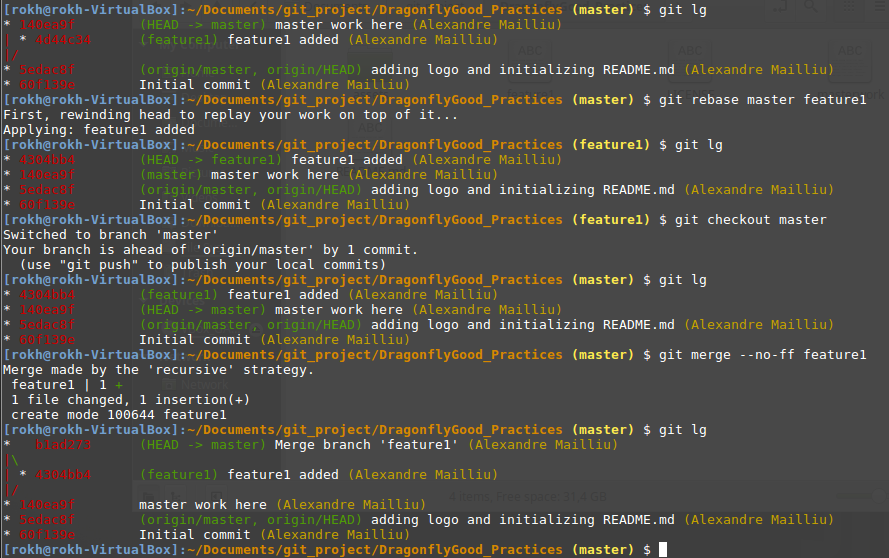 [rokh@rokh-VirtualBox]:~/Documents/git_project/DragonflyGood_Practices (master) $ git lg
* 140ea9f (HEAD -> master) master work here (Alexandre Mailliu)
| * 4d44c34 (feature1) feature1 added (Alexandre Mailliu)
|/
* 5edac8f (origin/master, origin/HEAD) adding logo and initializing README.md (Alexandre Mailliu)
* 60f139e Initial commit (Alexandre Mailliu)
[rokh@rokh-VirtualBox]:~/Documents/git_project/DragonflyGood_Practices (master) $ git rebase master feature1
First, rewinding head to replay your work on top of it...
Applying: feature1 added
[rokh@rokh-VirtualBox]:~/Documents/git_project/DragonflyGood_Practices (feature1) $ git lg
* 4304bb4 (HEAD -> feature1) feature1 added (Alexandre Mailliu)
* 140ea9f (master) master work here (Alexandre Mailliu)
* 5edac8f (origin/master, origin/HEAD) adding logo and initializing README.md (Alexandre Mailliu)
* 60f139e Initial commit (Alexandre Mailliu)
[rokh@rokh-VirtualBox]:~/Documents/git_project/DragonflyGood_Practices (feature1) $ git checkout master
Switched to branch 'master'
Your branch is ahead of 'origin/master' by 1 commit.
(use "git push" to publish your local commits)
[rokh@rokh-VirtualBox]:~/Documents/git_project/DragonflyGood_Practices (master) $ git lg
* 4304bb4 (feature1) feature1 added (Alexandre Mailliu)
* 140ea9f (HEAD -> master) master work here (Alexandre Mailliu)
* 5edac8f (origin/master, origin/HEAD) adding logo and initializing README.md (Alexandre Mailliu)
* 60f139e Initial commit (Alexandre Mailliu)
[rokh@rokh-VirtualBox]:~/Documents/git_project/DragonflyGood_Practices (master) $ git merge --no-ff feature1
Merge made by the 'recursive' strategy.
feature1 | 1 +
1 file changed, 1 insertion(+)
create mode 100644 feature1
[rokh@rokh-VirtualBox]:~/Documents/git_project/DragonflyGood_Practices (master) $ git lg
* b1dd273 (HEAD -> master) Merge branch 'feature1' (Alexandre Mailliu)
|\
| * 4304bb4 (feature1) feature1 added (Alexandre Mailliu)
|/
* 140ea9f master work here (Alexandre Mailliu)
* 5edac8f (origin/master, origin/HEAD) adding logo and initializing README.md (Alexandre Mailliu)
* 60f139e Initial commit (Alexandre Mailliu)
[rokh@rokh-VirtualBox]:~/Documents/git_project/DragonflyGood_Practices (master) $
4 items, Free space: 31,4 GB
Network